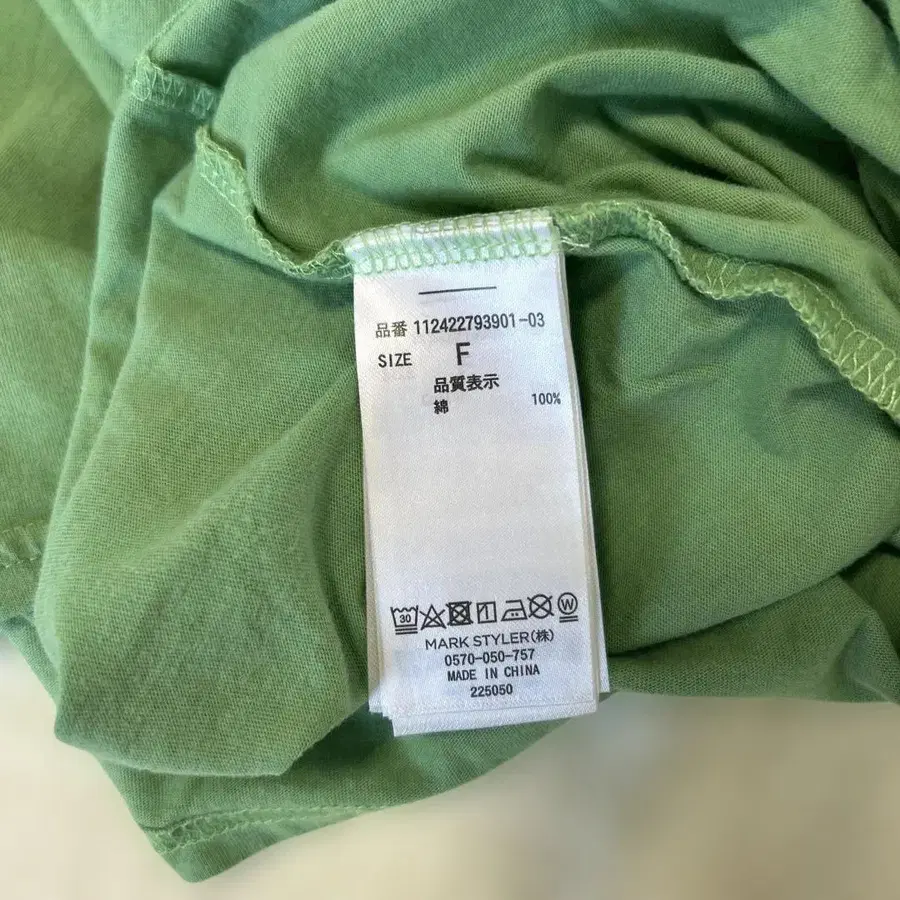 品番 112422793901-03
SIZE F
品質表示
綿 100%
30 W
MARK STYLER(株)
0570-050-757
MADE IN CHINA
225050